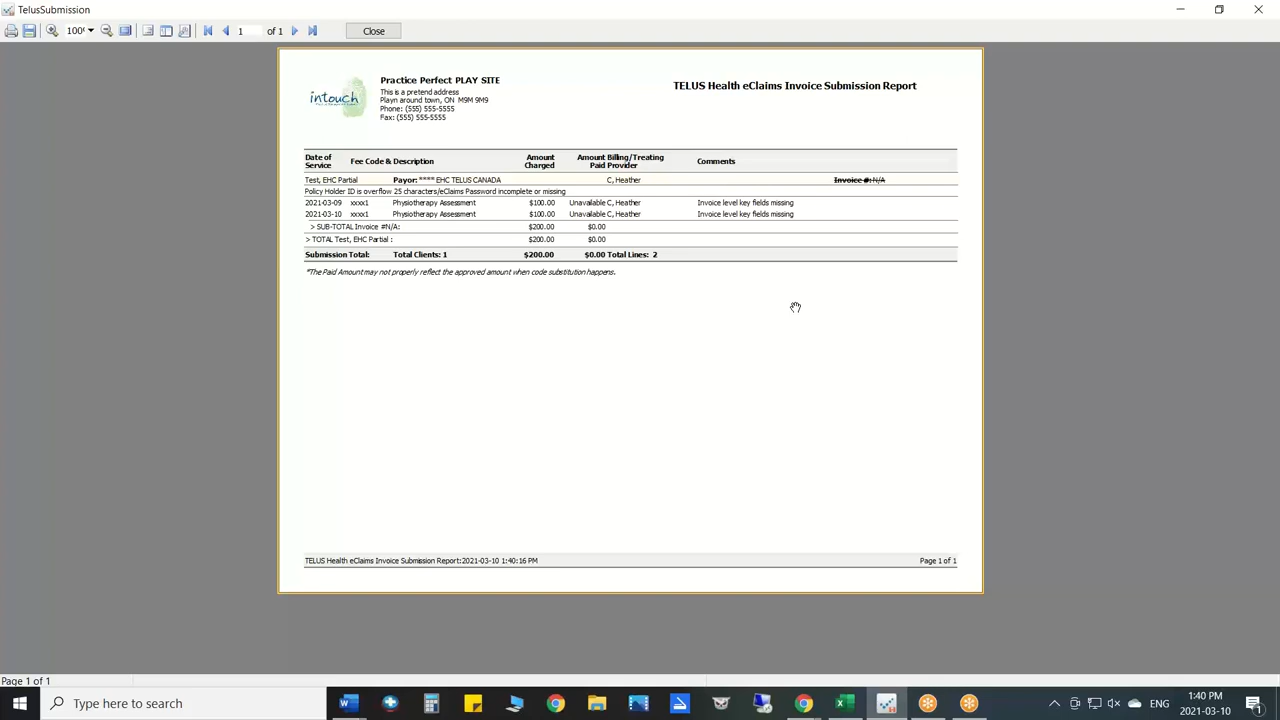 TelusSubmission
100%
1 of 1
Close
intouch
Practice Perfect PLAY SITE
This is a pretend address
Playn around town, ON M9M 9M9
Phone: (555) 555-5555
Fax: (555) 555-5555
TELUS Health eClaims Invoice Submission Report
Date of Service Fee Code & Description Amount Charged Amount Paid Billing/Treating Provider Comments
Test, EHC Partial Payor: **** EHC TELUS CANADA C, Heather Invoice #: N/A
Policy Holder ID is overflow 25 characters/eClaims Password incomplete or missing
2021-03-09 xxxx1 Physiotherapy Assessment $100.00 Unavailable C, Heather Invoice level key fields missing
2021-03-10 xxxx1 Physiotherapy Assessment $100.00 Unavailable C, Heather Invoice level key fields missing
> SUB-TOTAL Invoice #N/A: $200.00 $0.00
> TOTAL Test, EHC Partial : $200.00 $0.00
Submission Total: Total Clients: 1 $200.00 $0.00 Total Lines: 2
*The Paid Amount may not properly reflect the approved amount when code substitution happens.
TELUS Health eClaims Invoice Submission Report:2021-03-10 1:40:16 PM Page 1 of 1
Page 1 of 1
Type here to search
ENG
1:40 PM
2021-03-10